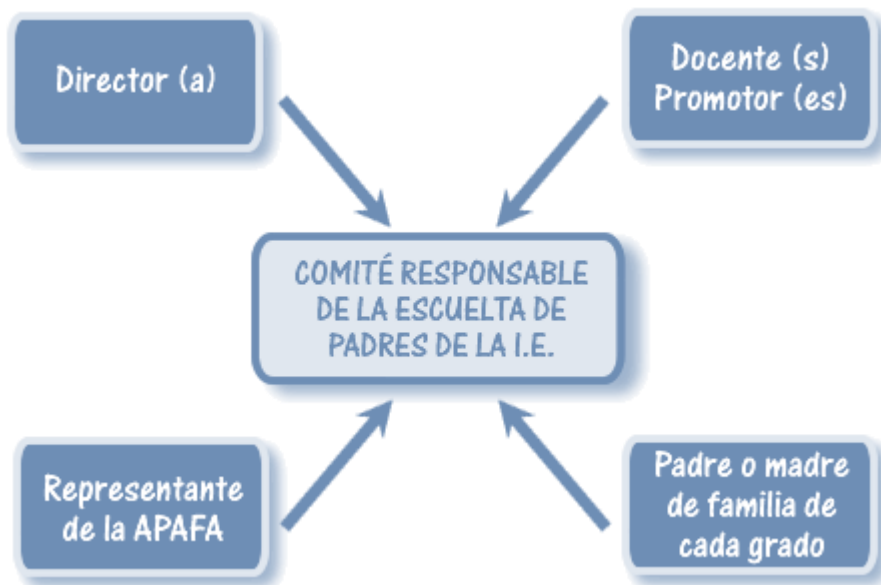 Director (a)
Docente (s)
Promotor (es)
COMITÉ RESPONSABLE
DE LA ESCUELTA DE
PADRES DE LA I.E.
Representante
de la APAFA
Padre o madre
de familia de
cada grado